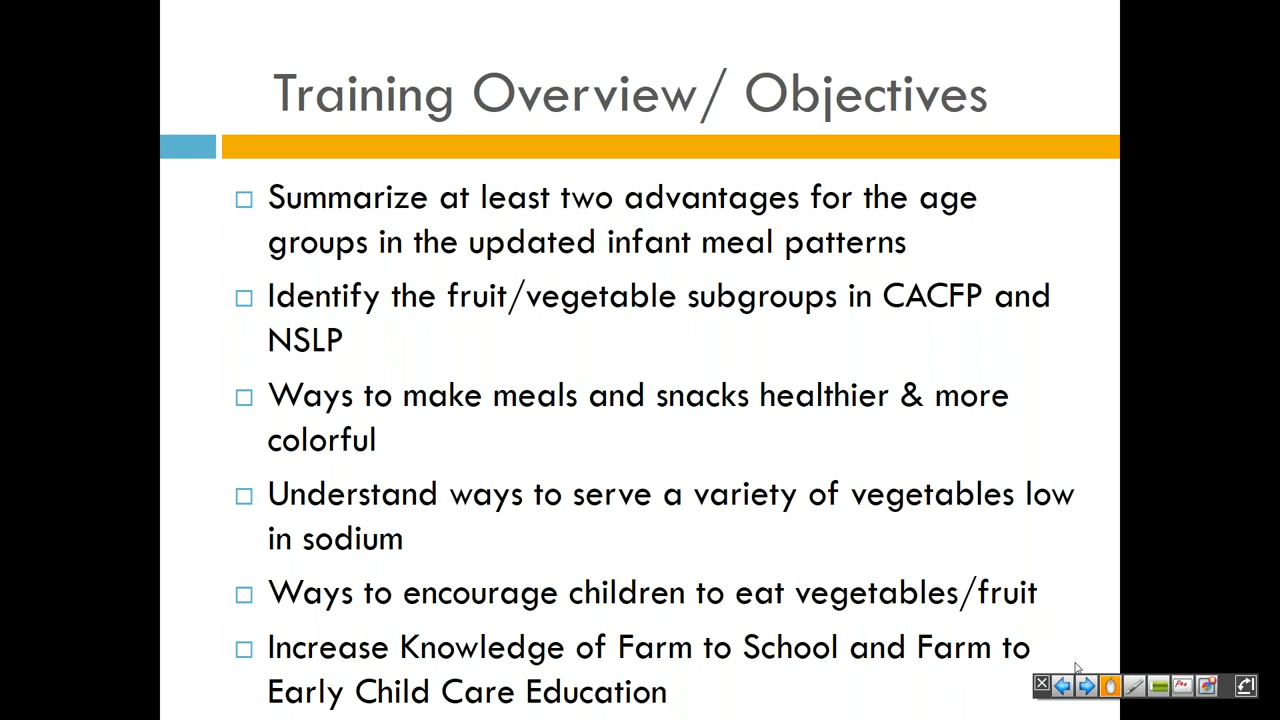 Training Overview/ Objectives
Summarize at least two advantages for the age
groups in the updated infant meal patterns
Identify the fruit/vegetable subgroups in CACFP and
NSLP
Ways to make meals and snacks healthier & more
colorful
Understand ways to serve a variety of vegetables low
in sodium
Ways to encourage children to eat vegetables/fruit
Increase Knowledge of Farm to School and Farm to
Early Child Care Education